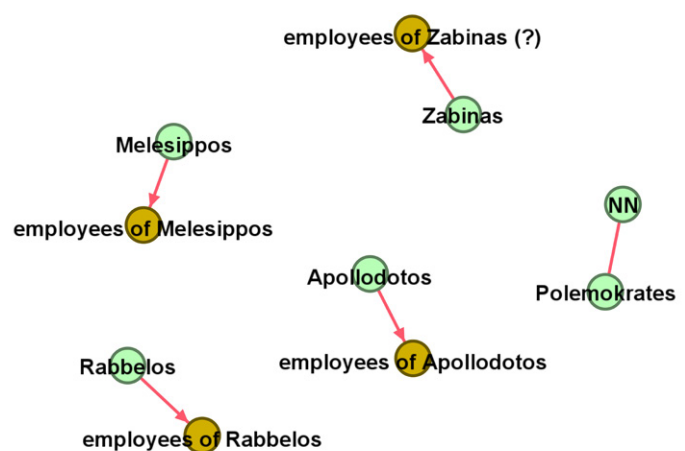 employees of Zabinas (?)
Zabinas
Melesippos
employees of Melesippos
NN
Polemokrates
Apollodotos
employees of Apollodotos
Rabbelos
employees of Rabbelos